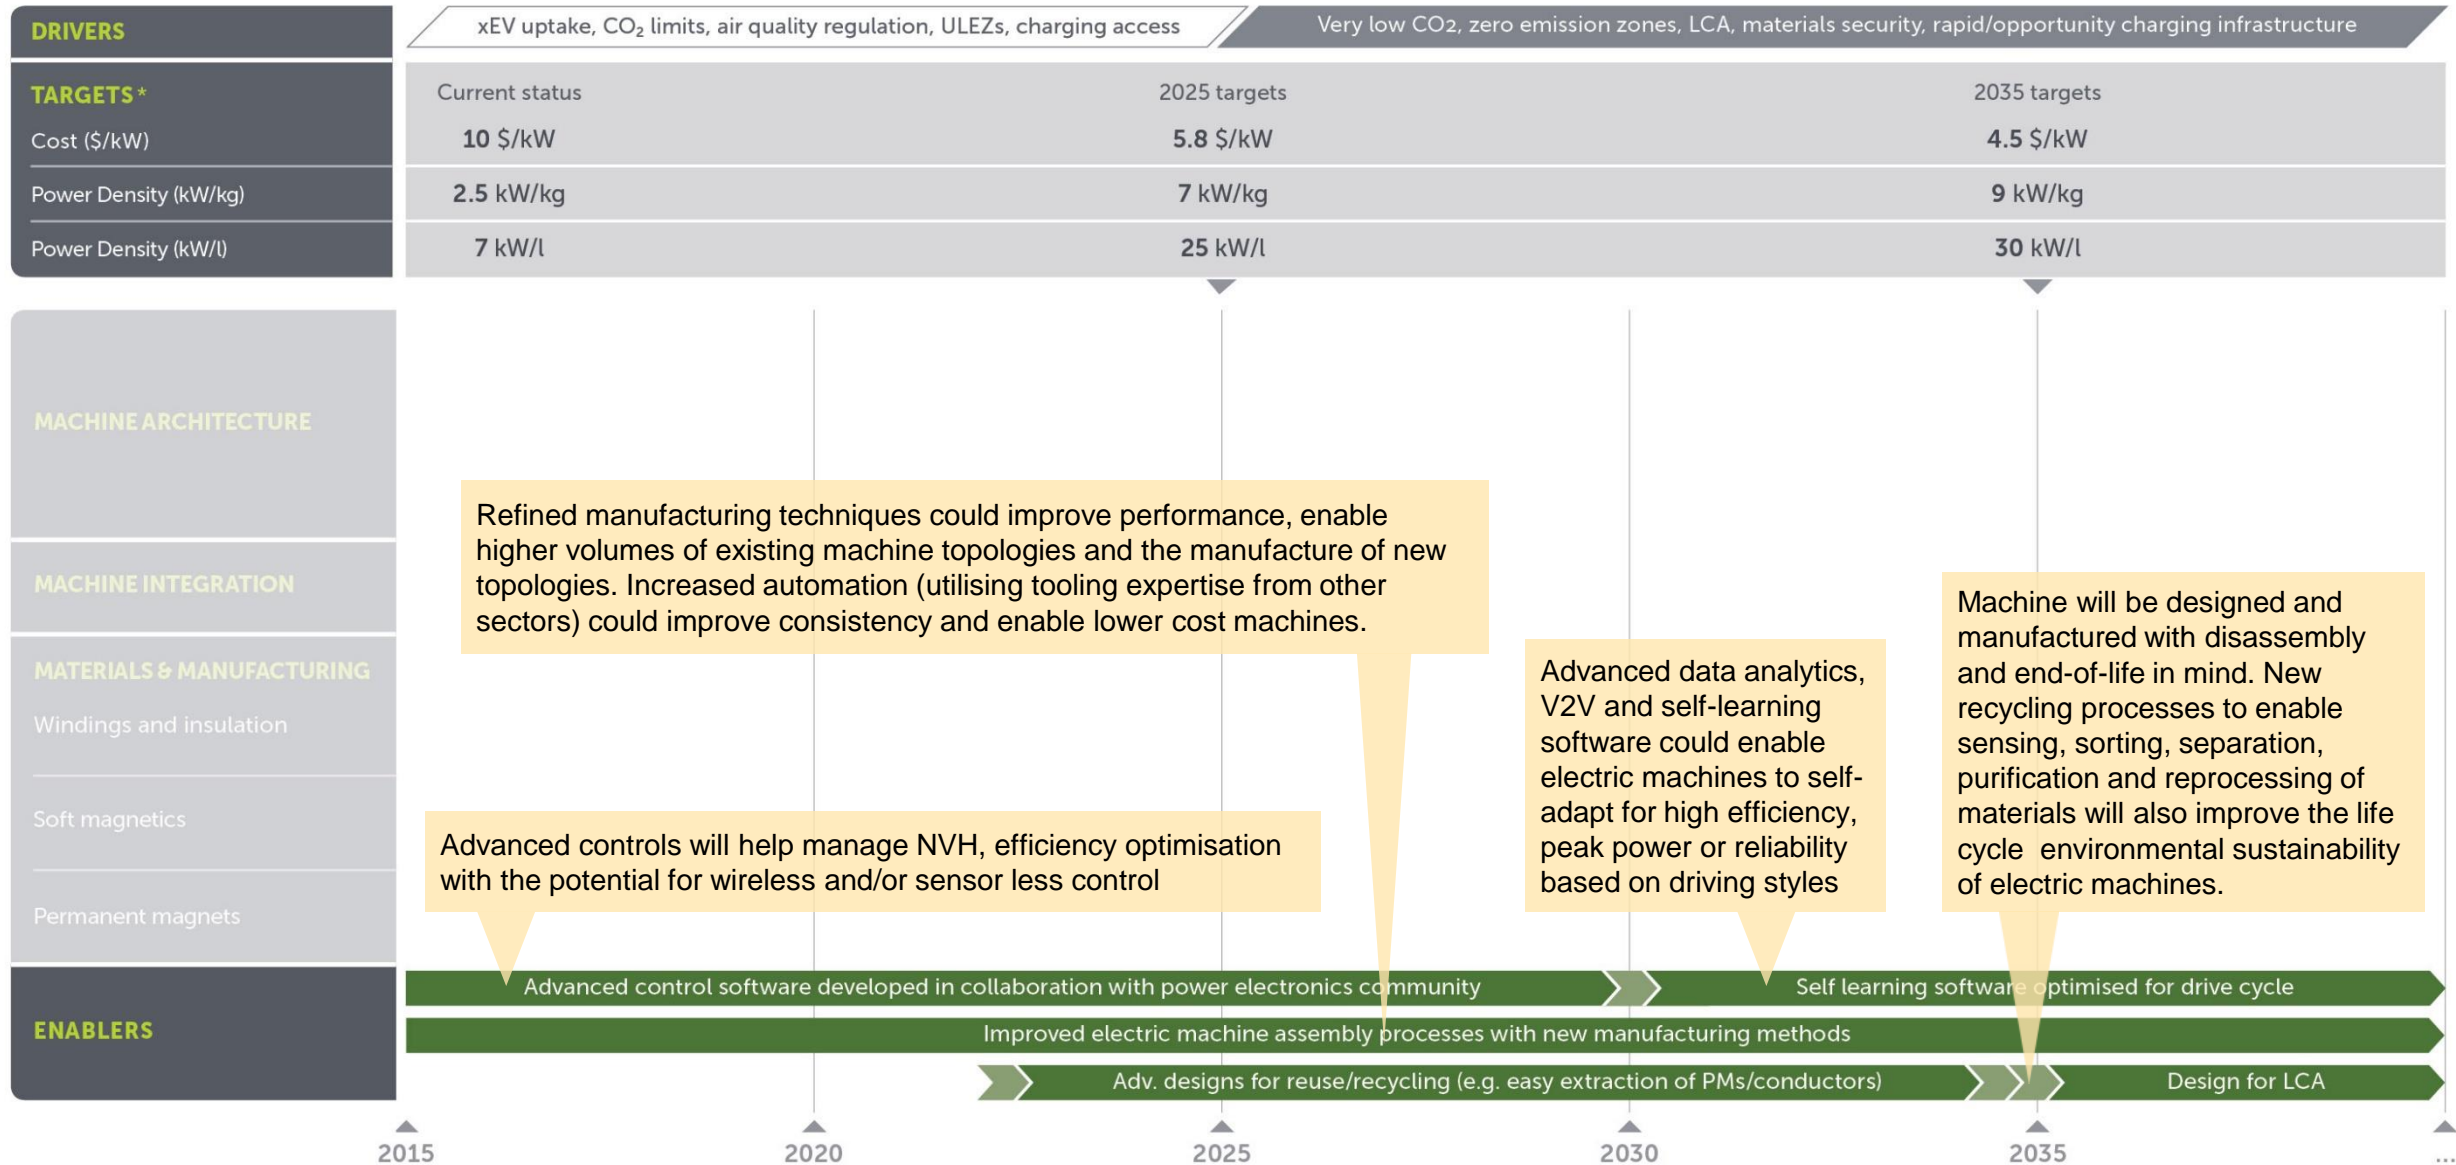 DRIVERS
xEV uptake, CO₂ limits, air quality regulation, ULEZs, charging access
Very low CO2, zero emission zones, LCA, materials security, rapid/opportunity charging infrastructure
TARGETS*
Current status
2025 targets
2035 targets
Cost ($/kW)
10 $/kW
5.8 $/kW
4.5 $/kW
Power Density (kW/kg)
2.5 kW/kg
7 kW/kg
9 kW/kg
Power Density (kW/l)
7 kW/l
25 kW/l
30 kW/l
MACHINE ARCHITECTURE
MACHINE INTEGRATION
MATERIALS & MANUFACTURING
Windings and insulation
Soft magnetics
Permanent magnets
Refined manufacturing techniques could improve performance, enable
higher volumes of existing machine topologies and the manufacture of new
topologies. Increased automation (utilising tooling expertise from other
sectors) could improve consistency and enable lower cost machines.
Advanced controls will help manage NVH, efficiency optimisation
with the potential for wireless and/or sensor less control
Advanced data analytics,
V2V and self-learning
software could enable
electric machines to self-
adapt for high efficiency,
peak power or reliability
based on driving styles
Machine will be designed and
manufactured with disassembly
and end-of-life in mind. New
recycling processes to enable
sensing, sorting, separation,
purification and reprocessing of
materials will also improve the life
cycle environmental sustainability
of electric machines.
ENABLERS
Advanced control software developed in collaboration with power electronics community
Self learning software optimised for drive cycle
Improved electric machine assembly processes with new manufacturing methods
Adv. designs for reuse/recycling (e.g. easy extraction of PMs/conductors)
Design for LCA
2015
2020
2025
2030
2035
...